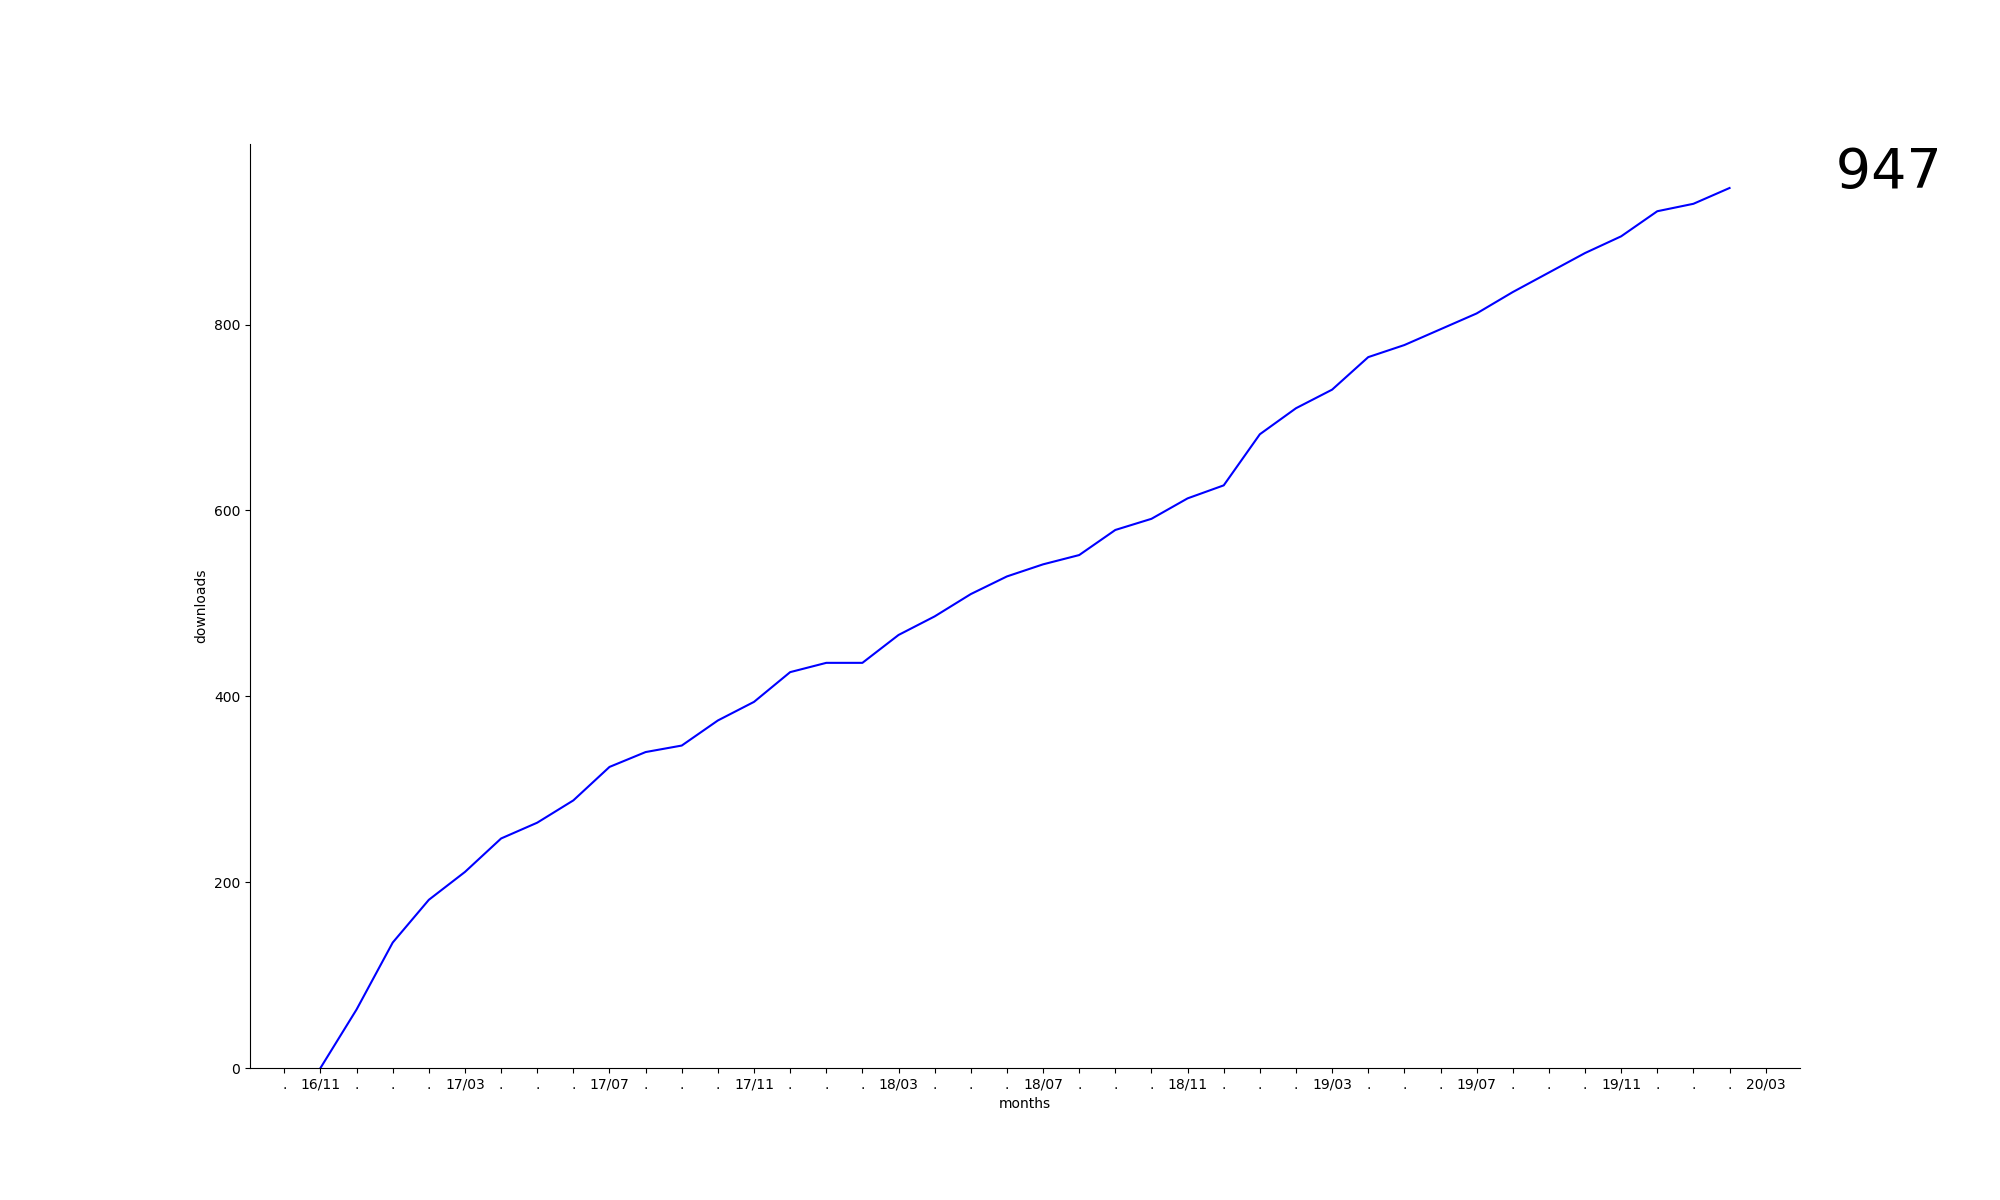 947
800
600
downloads
400
200
0
. 16/11 . . . 17/03 . . . 17/07 . . . 17/11 . . . 18/03 . . . 18/07 . . . 18/11 . . . 19/03 . . . 19/07 . . . 19/11 . . . 20/03
months